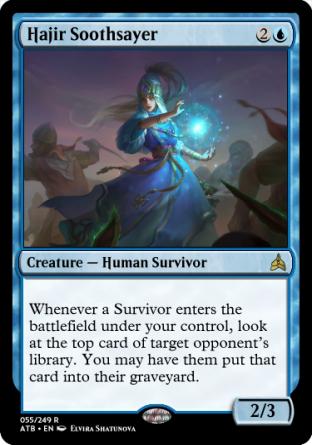 Hajir Soothsayer 2
Creature — Human Survivor
Whenever a Survivor enters the
battlefield under your control, look
at the top card of target opponent's
library. You may have them put that
card into their graveyard.
2/3
055/249 R
ATB • EN Elvira Shatunova